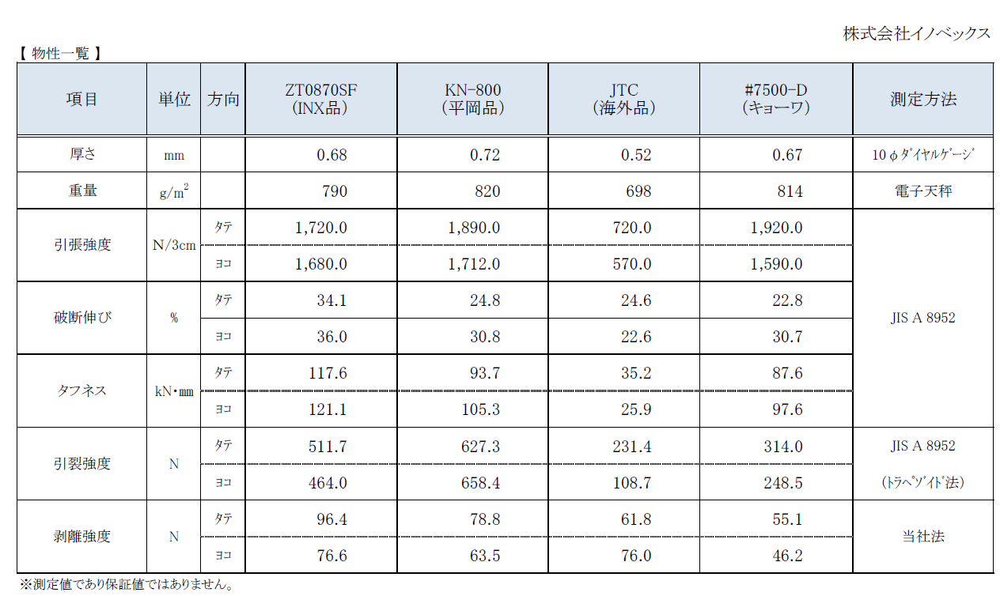 株式会社イノベックス
【 物性一覧 】
項目 単位 方向 ZT0870SF (INX品) KN-800 (平岡品) JTC (海外品) #7500-D (キョーワ) 測定方法
厚さ mm 0.68 0.72 0.52 0.67 10φﾀﾞｲﾔﾙｹﾞｰｼﾞ
重量 g/m² 790 820 698 814 電子天秤
引張強度 N/3cm ﾀﾃ 1,720.0 1,890.0 720.0 1,920.0 JIS A 8952
ﾖｺ 1,680.0 1,712.0 570.0 1,590.0
破断伸び % ﾀﾃ 34.1 24.8 24.6 22.8
ﾖｺ 36.0 30.8 22.6 30.7
タフネス kN・㎜ ﾀﾃ 117.6 93.7 35.2 87.6
ﾖｺ 121.1 105.3 25.9 97.6
引裂強度 N ﾀﾃ 511.7 627.3 231.4 314.0 JIS A 8952
ﾖｺ 464.0 658.4 108.7 248.5 (ﾄﾗﾍﾟｿﾞｲﾄﾞ法)
剥離強度 N ﾀﾃ 96.4 78.8 61.8 55.1 当社法
ﾖｺ 76.6 63.5 76.0 46.2
※測定値であり保証値ではありません。